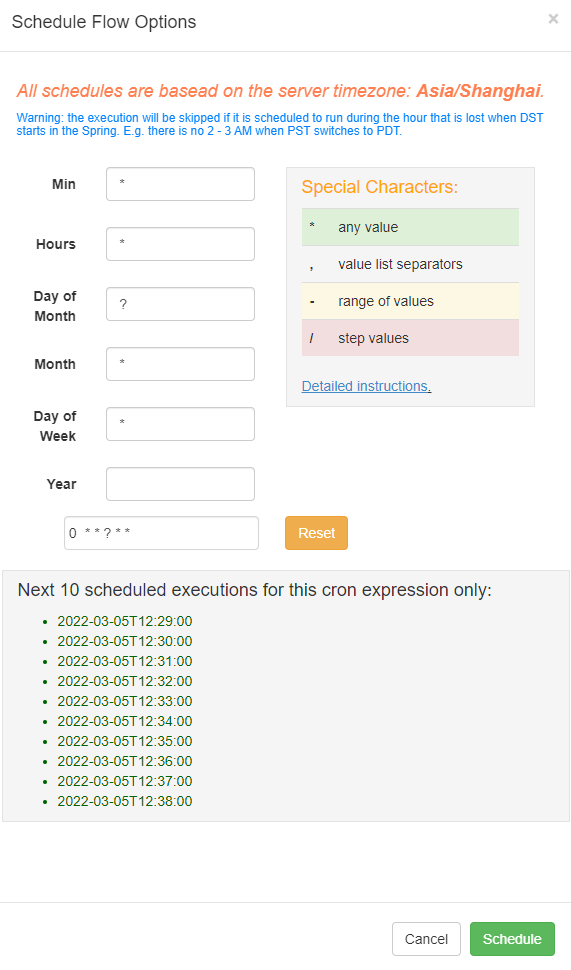 Schedule Flow Options
×
All schedules are basead on the server timezone: Asia/Shanghai.
Warning: the execution will be skipped if it is scheduled to run during the hour that is lost when DST
starts in the Spring. E.g. there is no 2 - 3 AM when PST switches to PDT.
Min *
Hours *
Day of
Month ?
Month *
Day of
Week *
Year
0 * * ? * *
Reset
Special Characters:
* any value
, value list separators
- range of values
/ step values
Detailed instructions.
Next 10 scheduled executions for this cron expression only:
• 2022-03-05T12:29:00
• 2022-03-05T12:30:00
• 2022-03-05T12:31:00
• 2022-03-05T12:32:00
• 2022-03-05T12:33:00
• 2022-03-05T12:34:00
• 2022-03-05T12:35:00
• 2022-03-05T12:36:00
• 2022-03-05T12:37:00
• 2022-03-05T12:38:00
Cancel
Schedule